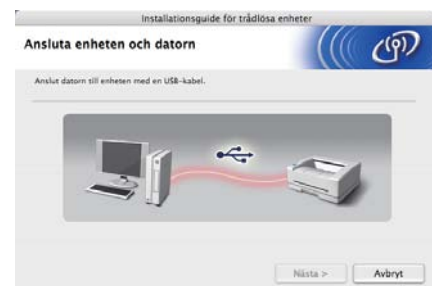 Installationsguide för trådlösa enheter
Ansluta enheten och datorn
Anslut datorn till enheten med en USB-kabel.
Nästa >
Avbryt